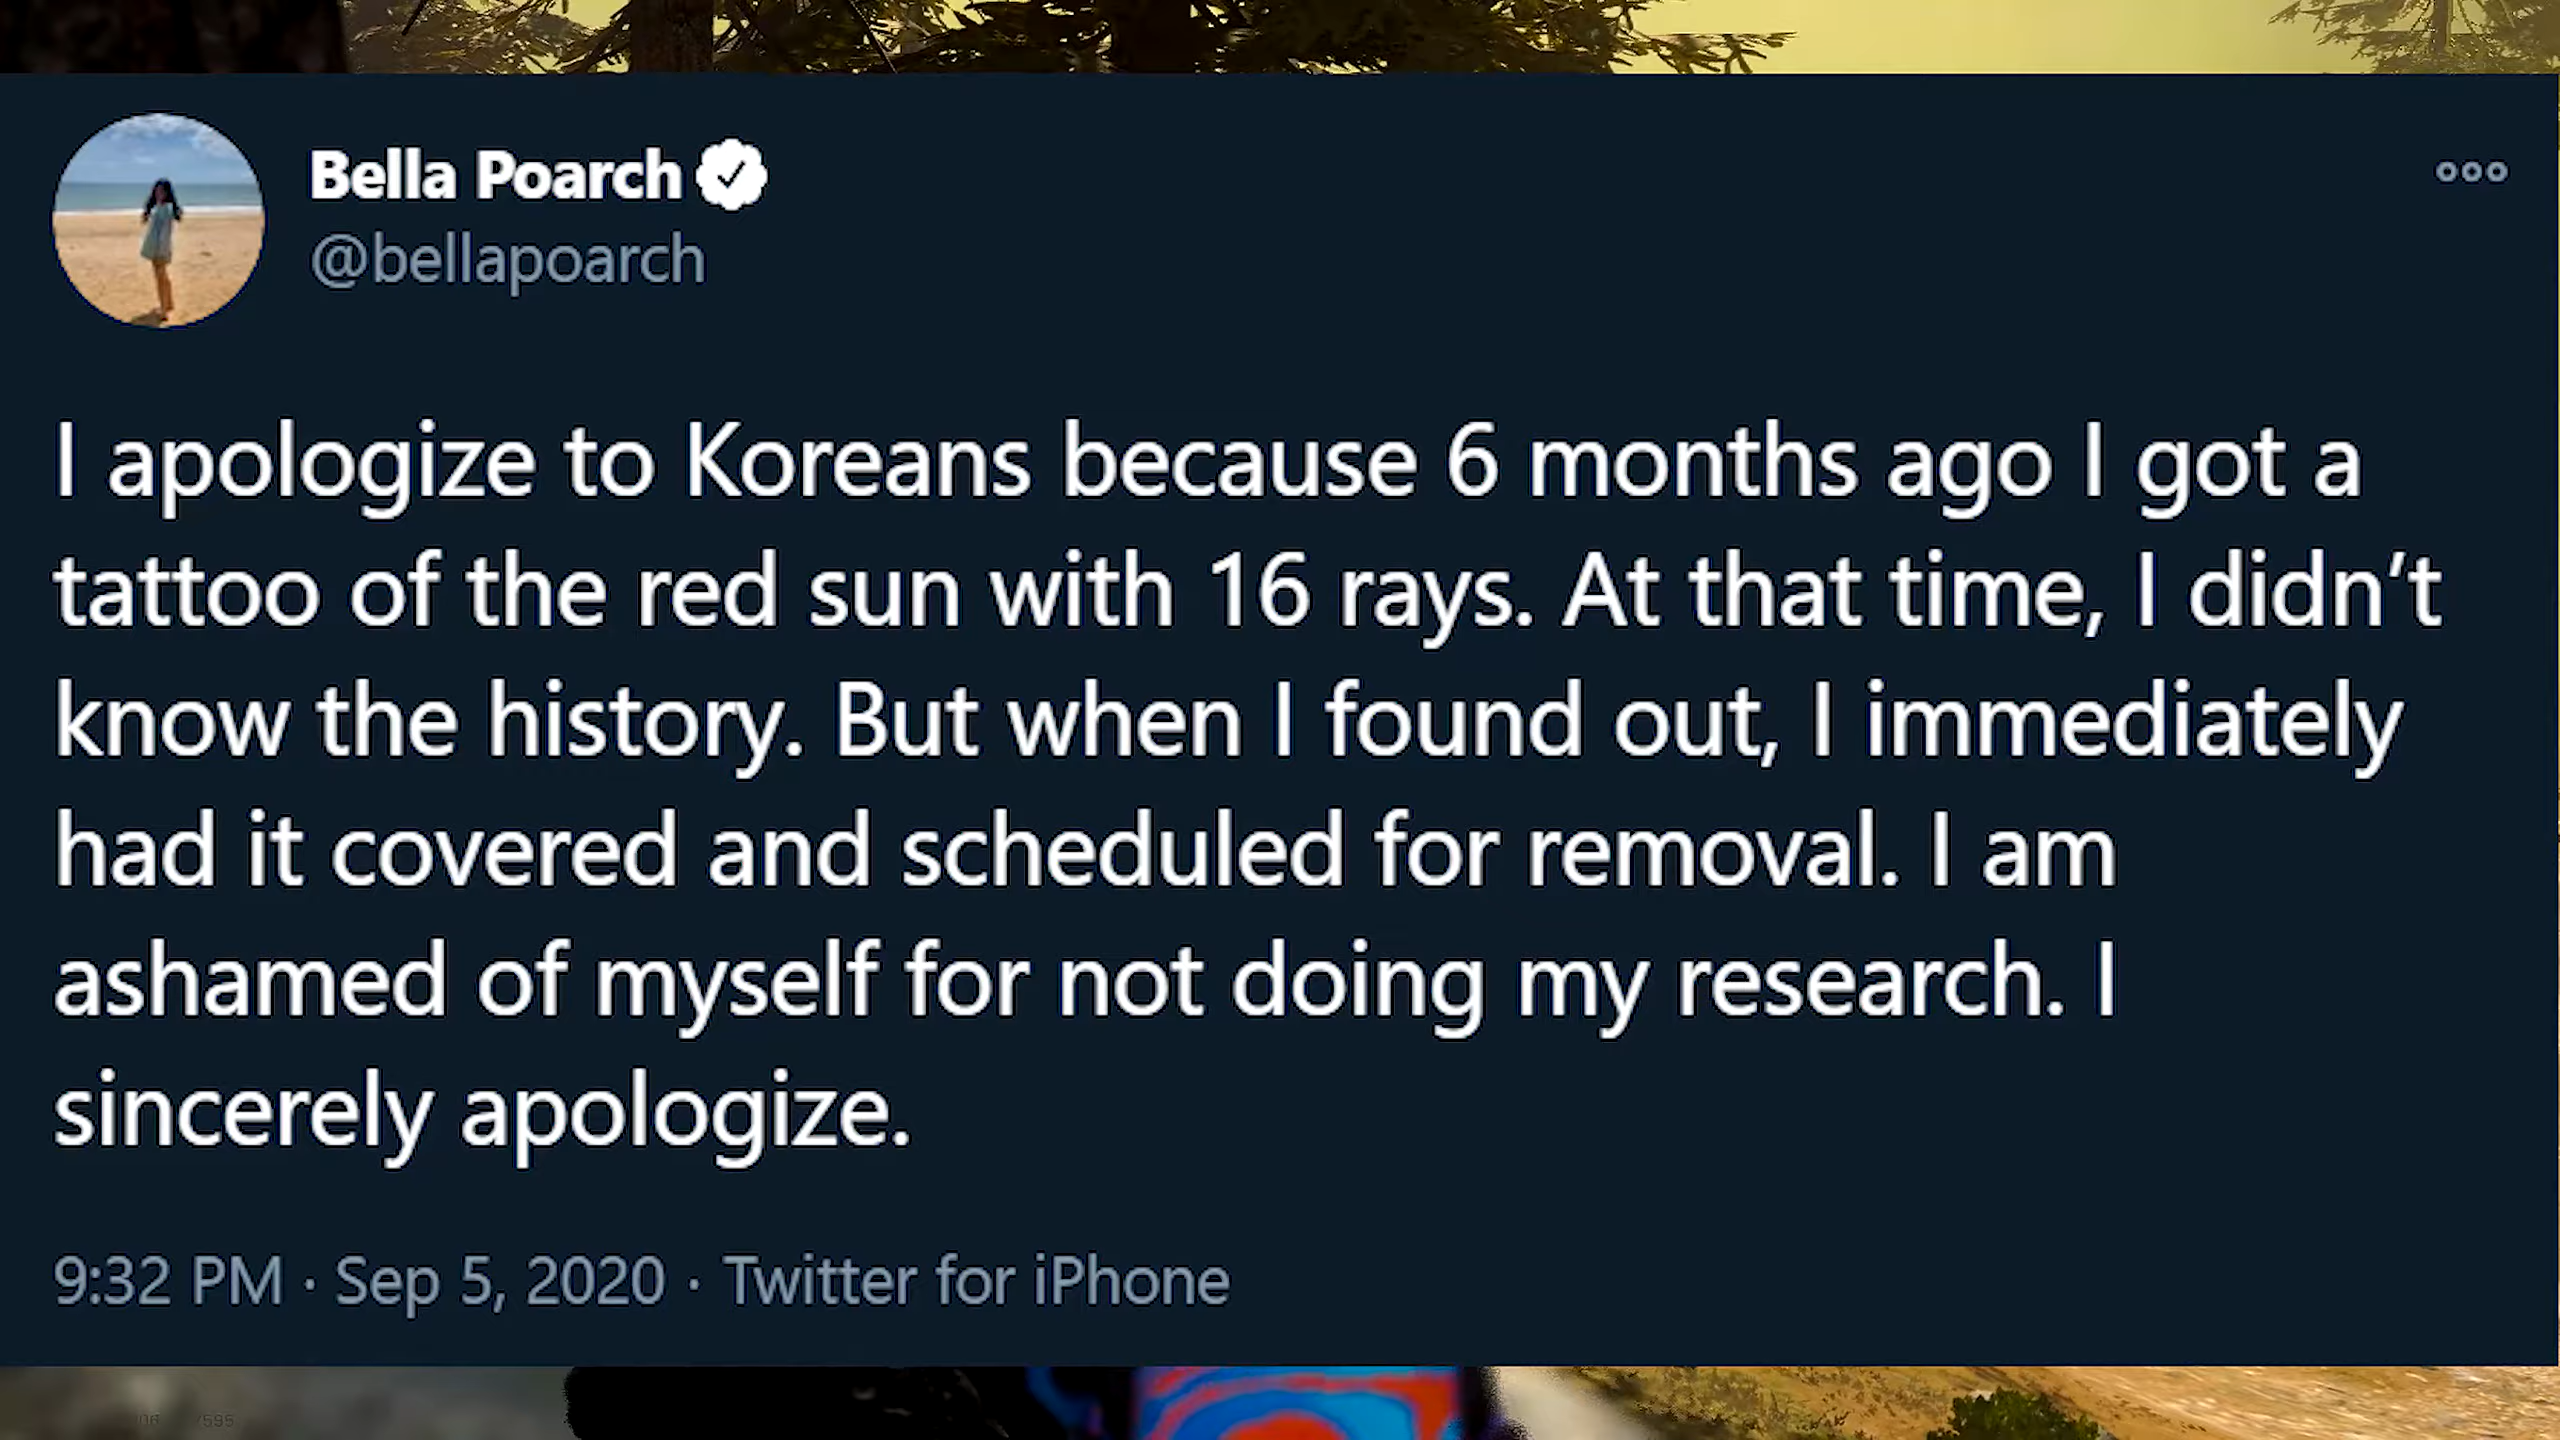 Bella Poarch
@bellapoarch
I apologize to Koreans because 6 months ago I got a
tattoo of the red sun with 16 rays. At that time, I didn’t
know the history. But when I found out, I immediately
had it covered and scheduled for removal. I am
ashamed of myself for not doing my research. I
sincerely apologize.
9:32 PM · Sep 5, 2020 · Twitter for iPhone